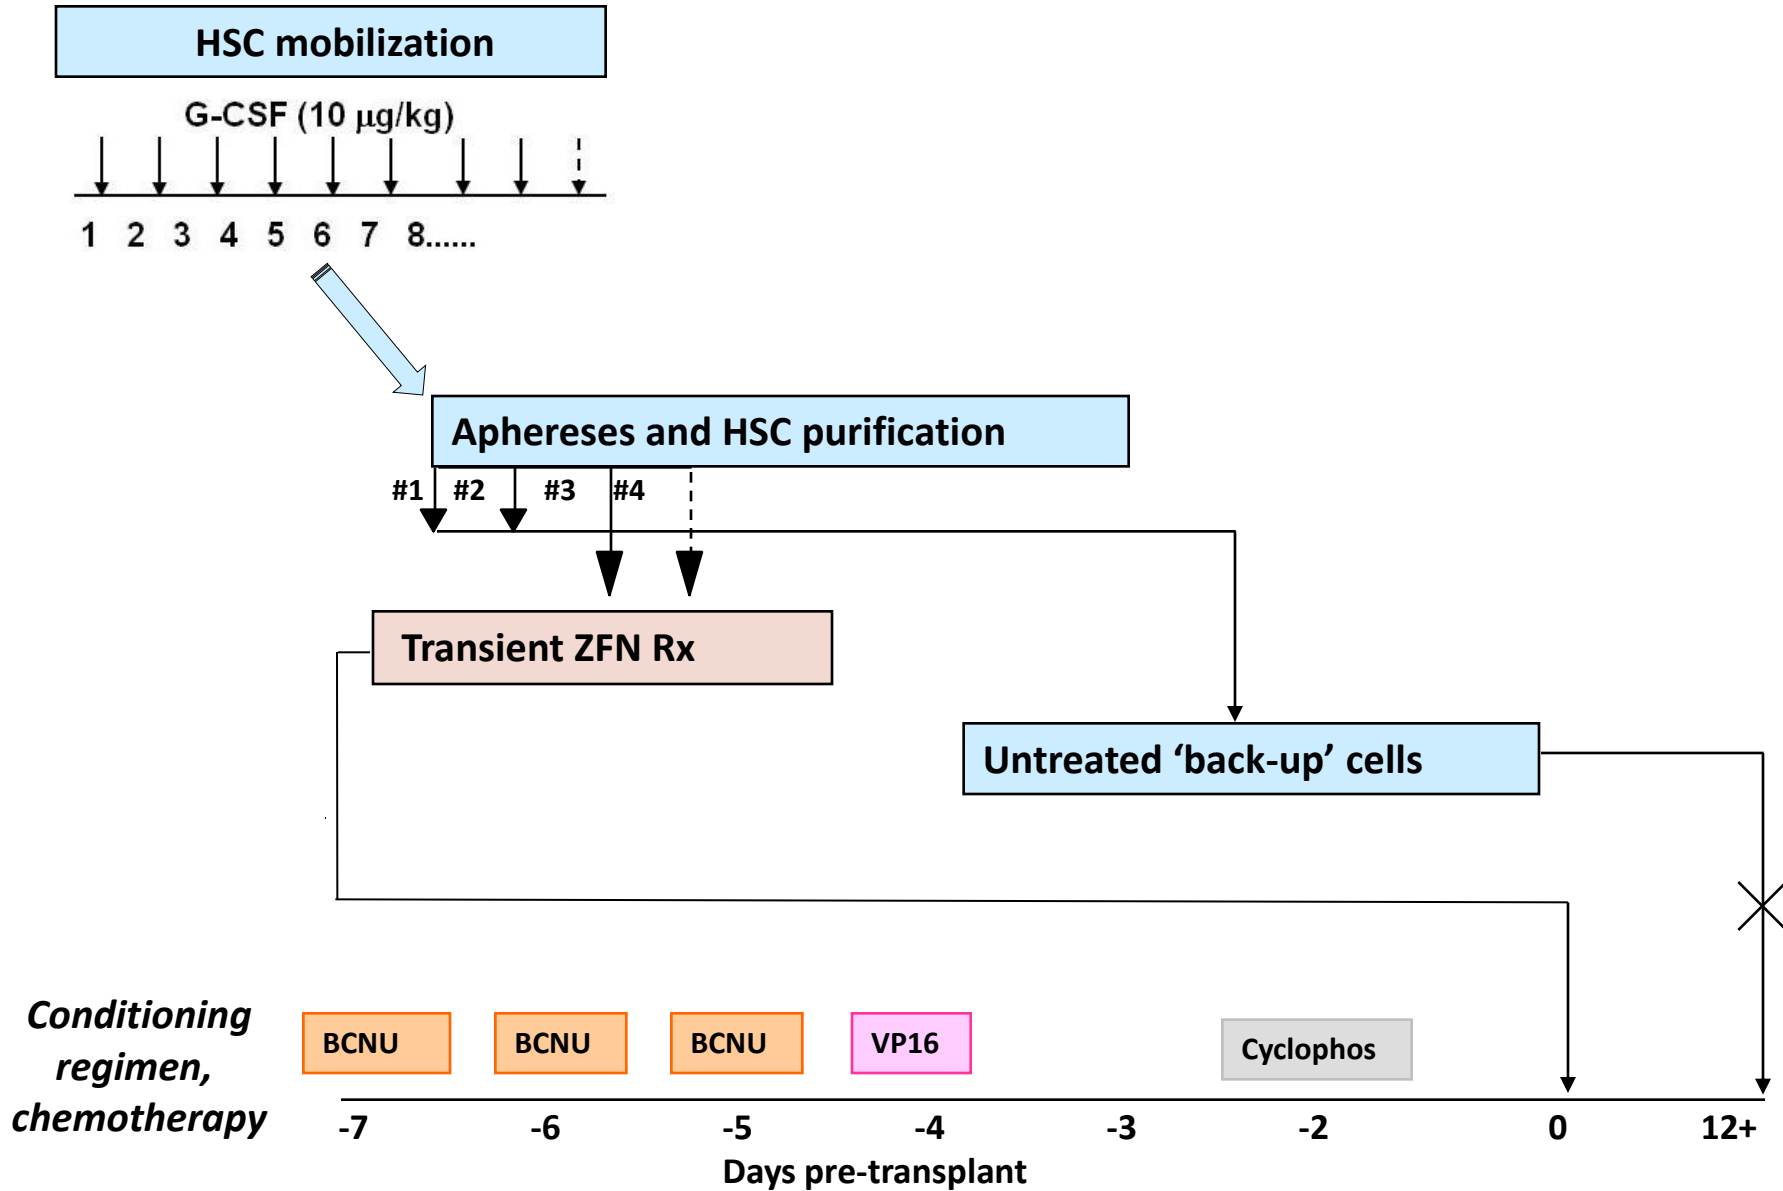 HSC mobilization
G-CSF (10 µg/kg)
1 2 3 4 5 6 7 8......
Aphereses and HSC purification
#1 #2 #3 #4
Transient ZFN Rx
Untreated ‘back-up’ cells
Conditioning
regimen,
chemotherapy
BCNU BCNU BCNU VP16 Cyclophos
-7 -6 -5 -4 -3 -2 0 12+
Days pre-transplant